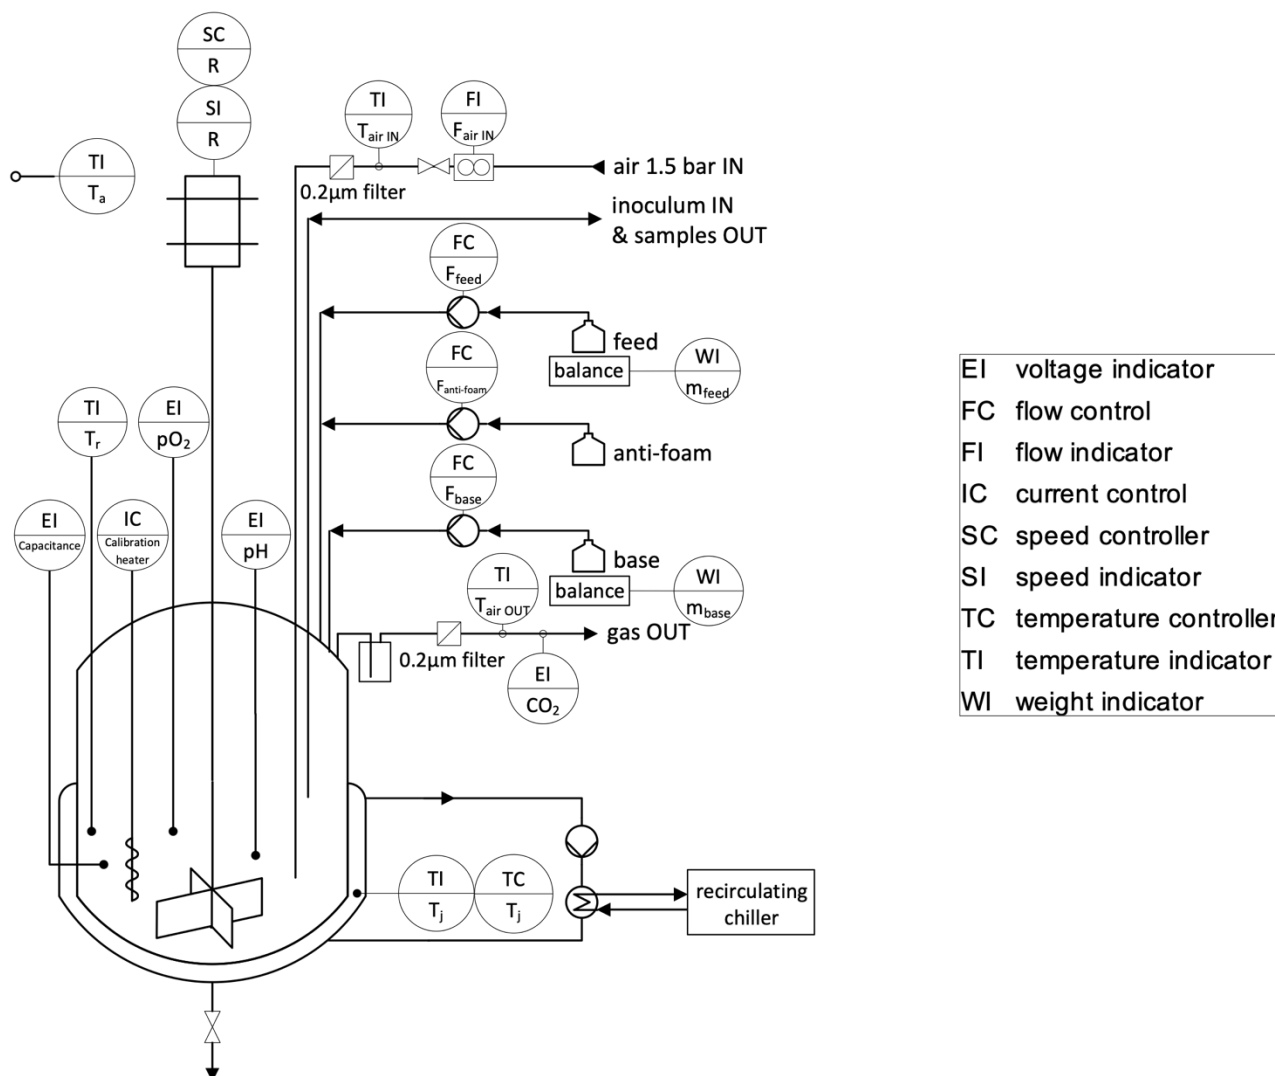 SC
R
SI
R
TI
T_a
TI
T_air IN
FI
F_air IN
air 1.5 bar IN
0.2µm filter
inoculum IN
& samples OUT
FC
F_feed
feed
balance
WI
m_feed
FC
F_anti-foam
anti-foam
FC
F_base
base
balance
WI
m_base
TI
T_r
EI
pO₂
EI
Capacitance
IC
Calibration
heater
EI
pH
TI
T_air OUT
gas OUT
0.2µm filter
EI
CO₂
TI
T_j
TC
T_j
recirculating
chiller
EI voltage indicator
FC flow control
FI flow indicator
IC current control
SC speed controller
SI speed indicator
TC temperature controller
TI temperature indicator
WI weight indicator